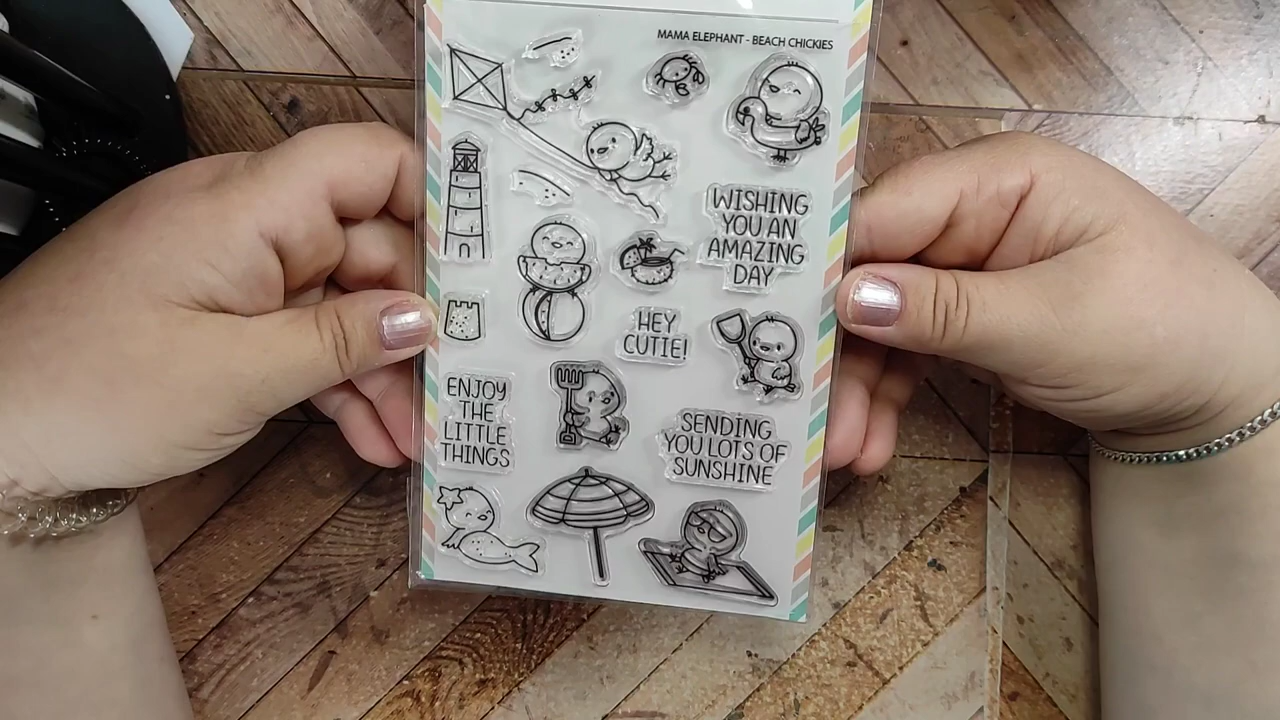 MAMA ELEPHANT - BEACH CHICKIES
WISHING
YOU AN
AMAZING
DAY
HEY
CUTIE!
ENJOY
THE
LITTLE
THINGS
SENDING
YOU LOTS OF
SUNSHINE